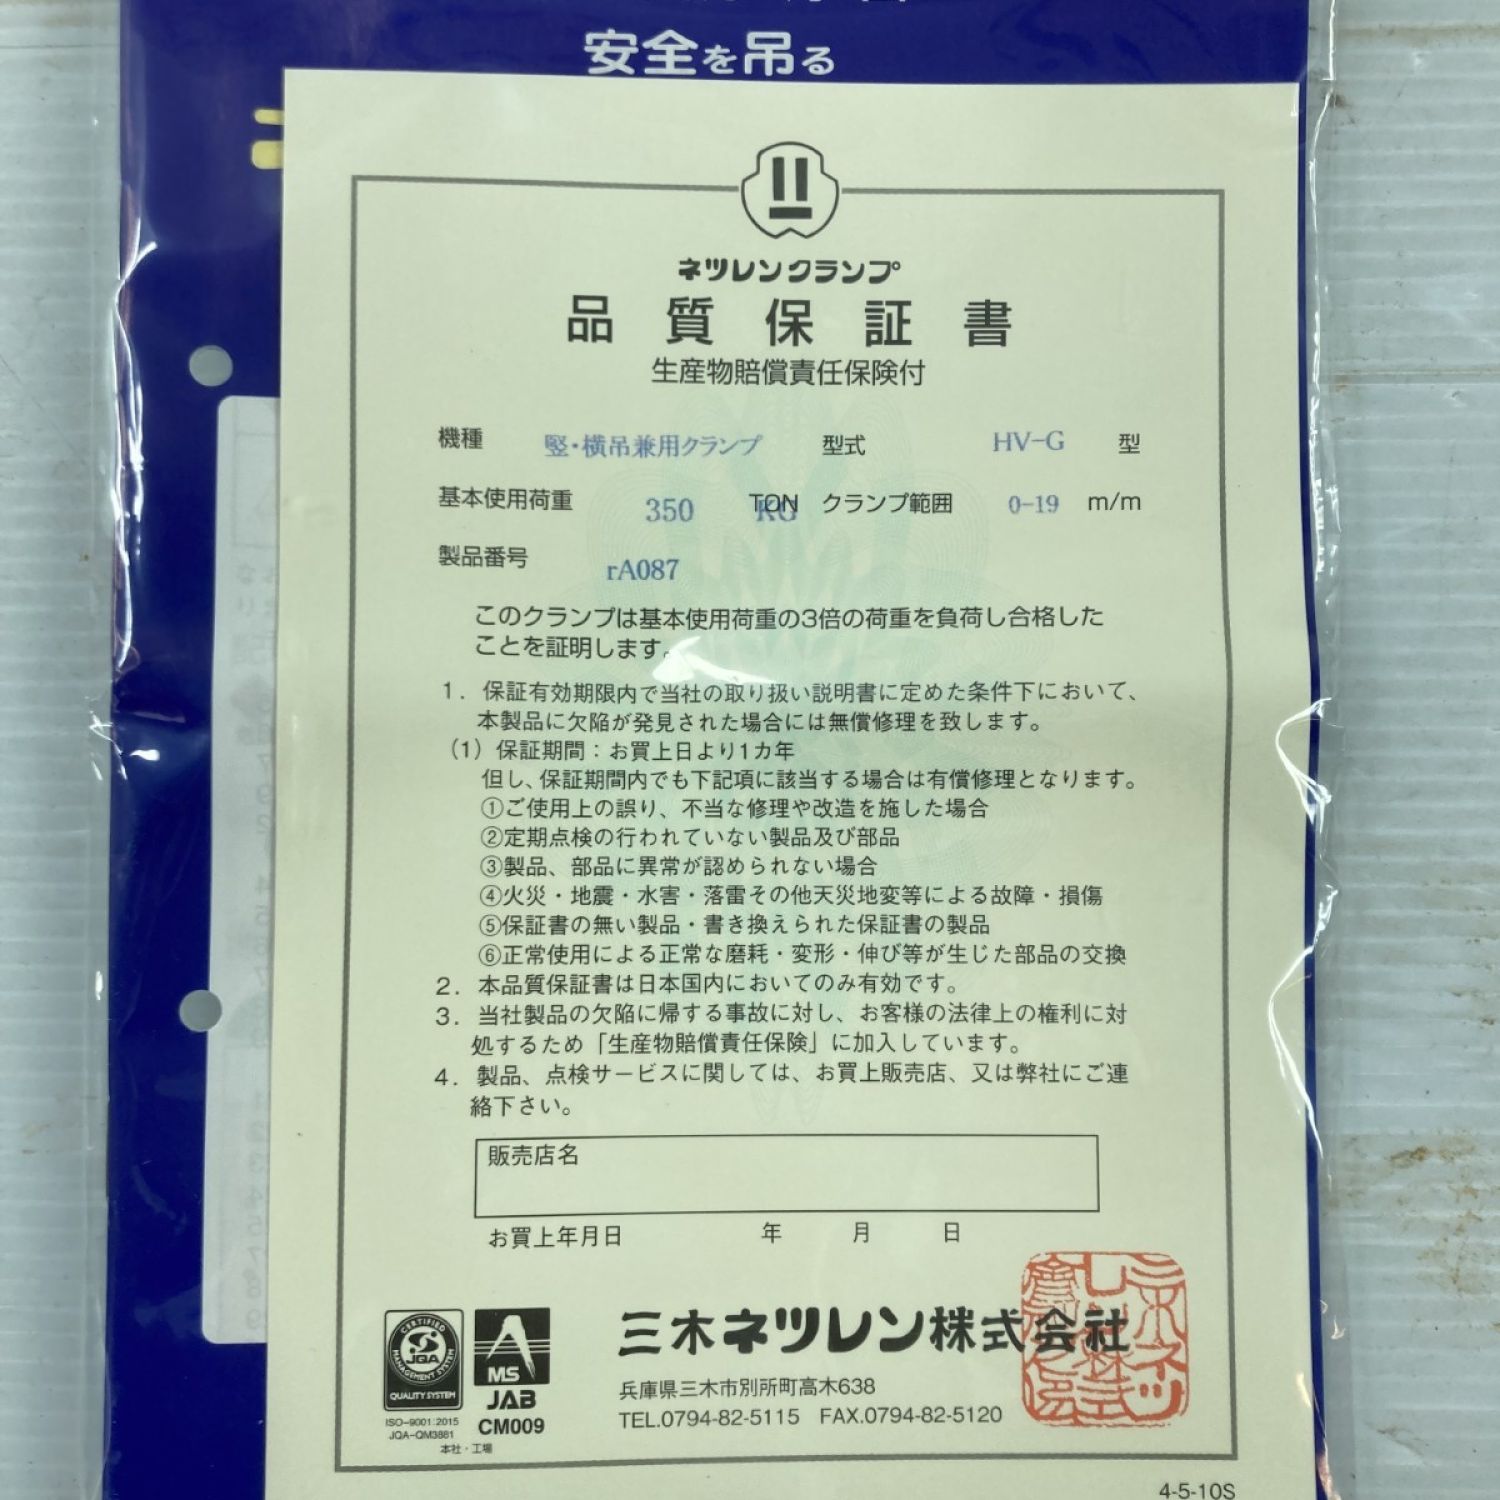 安全を吊る
ネツレンクランプ
品質保証書
生産物賠償責任保険付
機種 竪・横吊兼用クランプ 型式 HV-G 型
基本使用荷重 350 TON KG クランプ範囲 0-19 m/m
製品番号 rA087
このクランプは基本使用荷重の3倍の荷重を負荷し合格した
ことを証明します。
1. 保証有効期限内で当社の取り扱い説明書に定めた条件下において、
本製品に欠陥が発見された場合には無償修理を致します。
(1) 保証期間：お買上日より1カ年
但し、保証期間内でも下記項に該当する場合は有償修理となります。
①ご使用上の誤り、不当な修理や改造を施した場合
②定期点検の行われていない製品及び部品
③製品、部品に異常が認められない場合
④火災・地震・水害・落雷その他天災地変等による故障・損傷
⑤保証書の無い製品・書き換えられた保証書の製品
⑥正常使用による正常な磨耗・変形・伸び等が生じた部品の交換
2. 本品質保証書は日本国内においてのみ有効です。
3. 当社製品の欠陥に帰する事故に対し、お客様の法律上の権利に対
処するため「生産物賠償責任保険」に加入しています。
4. 製品、点検サービスに関しては、お買上販売店、又は弊社にご連
絡下さい。
販売店名
お買上年月日 年 月 日
CERTIFIED
JQA
MANAGEMENT SYSTEM
QUALITY SYSTEM
ISO-9001:2015
JQA-QM3881
本社・工場
MS
JAB
CM009
三木ネツレン株式会社
兵庫県三木市別所町高木638
TEL.0794-82-5115 FAX.0794-82-5120
4-5-10S